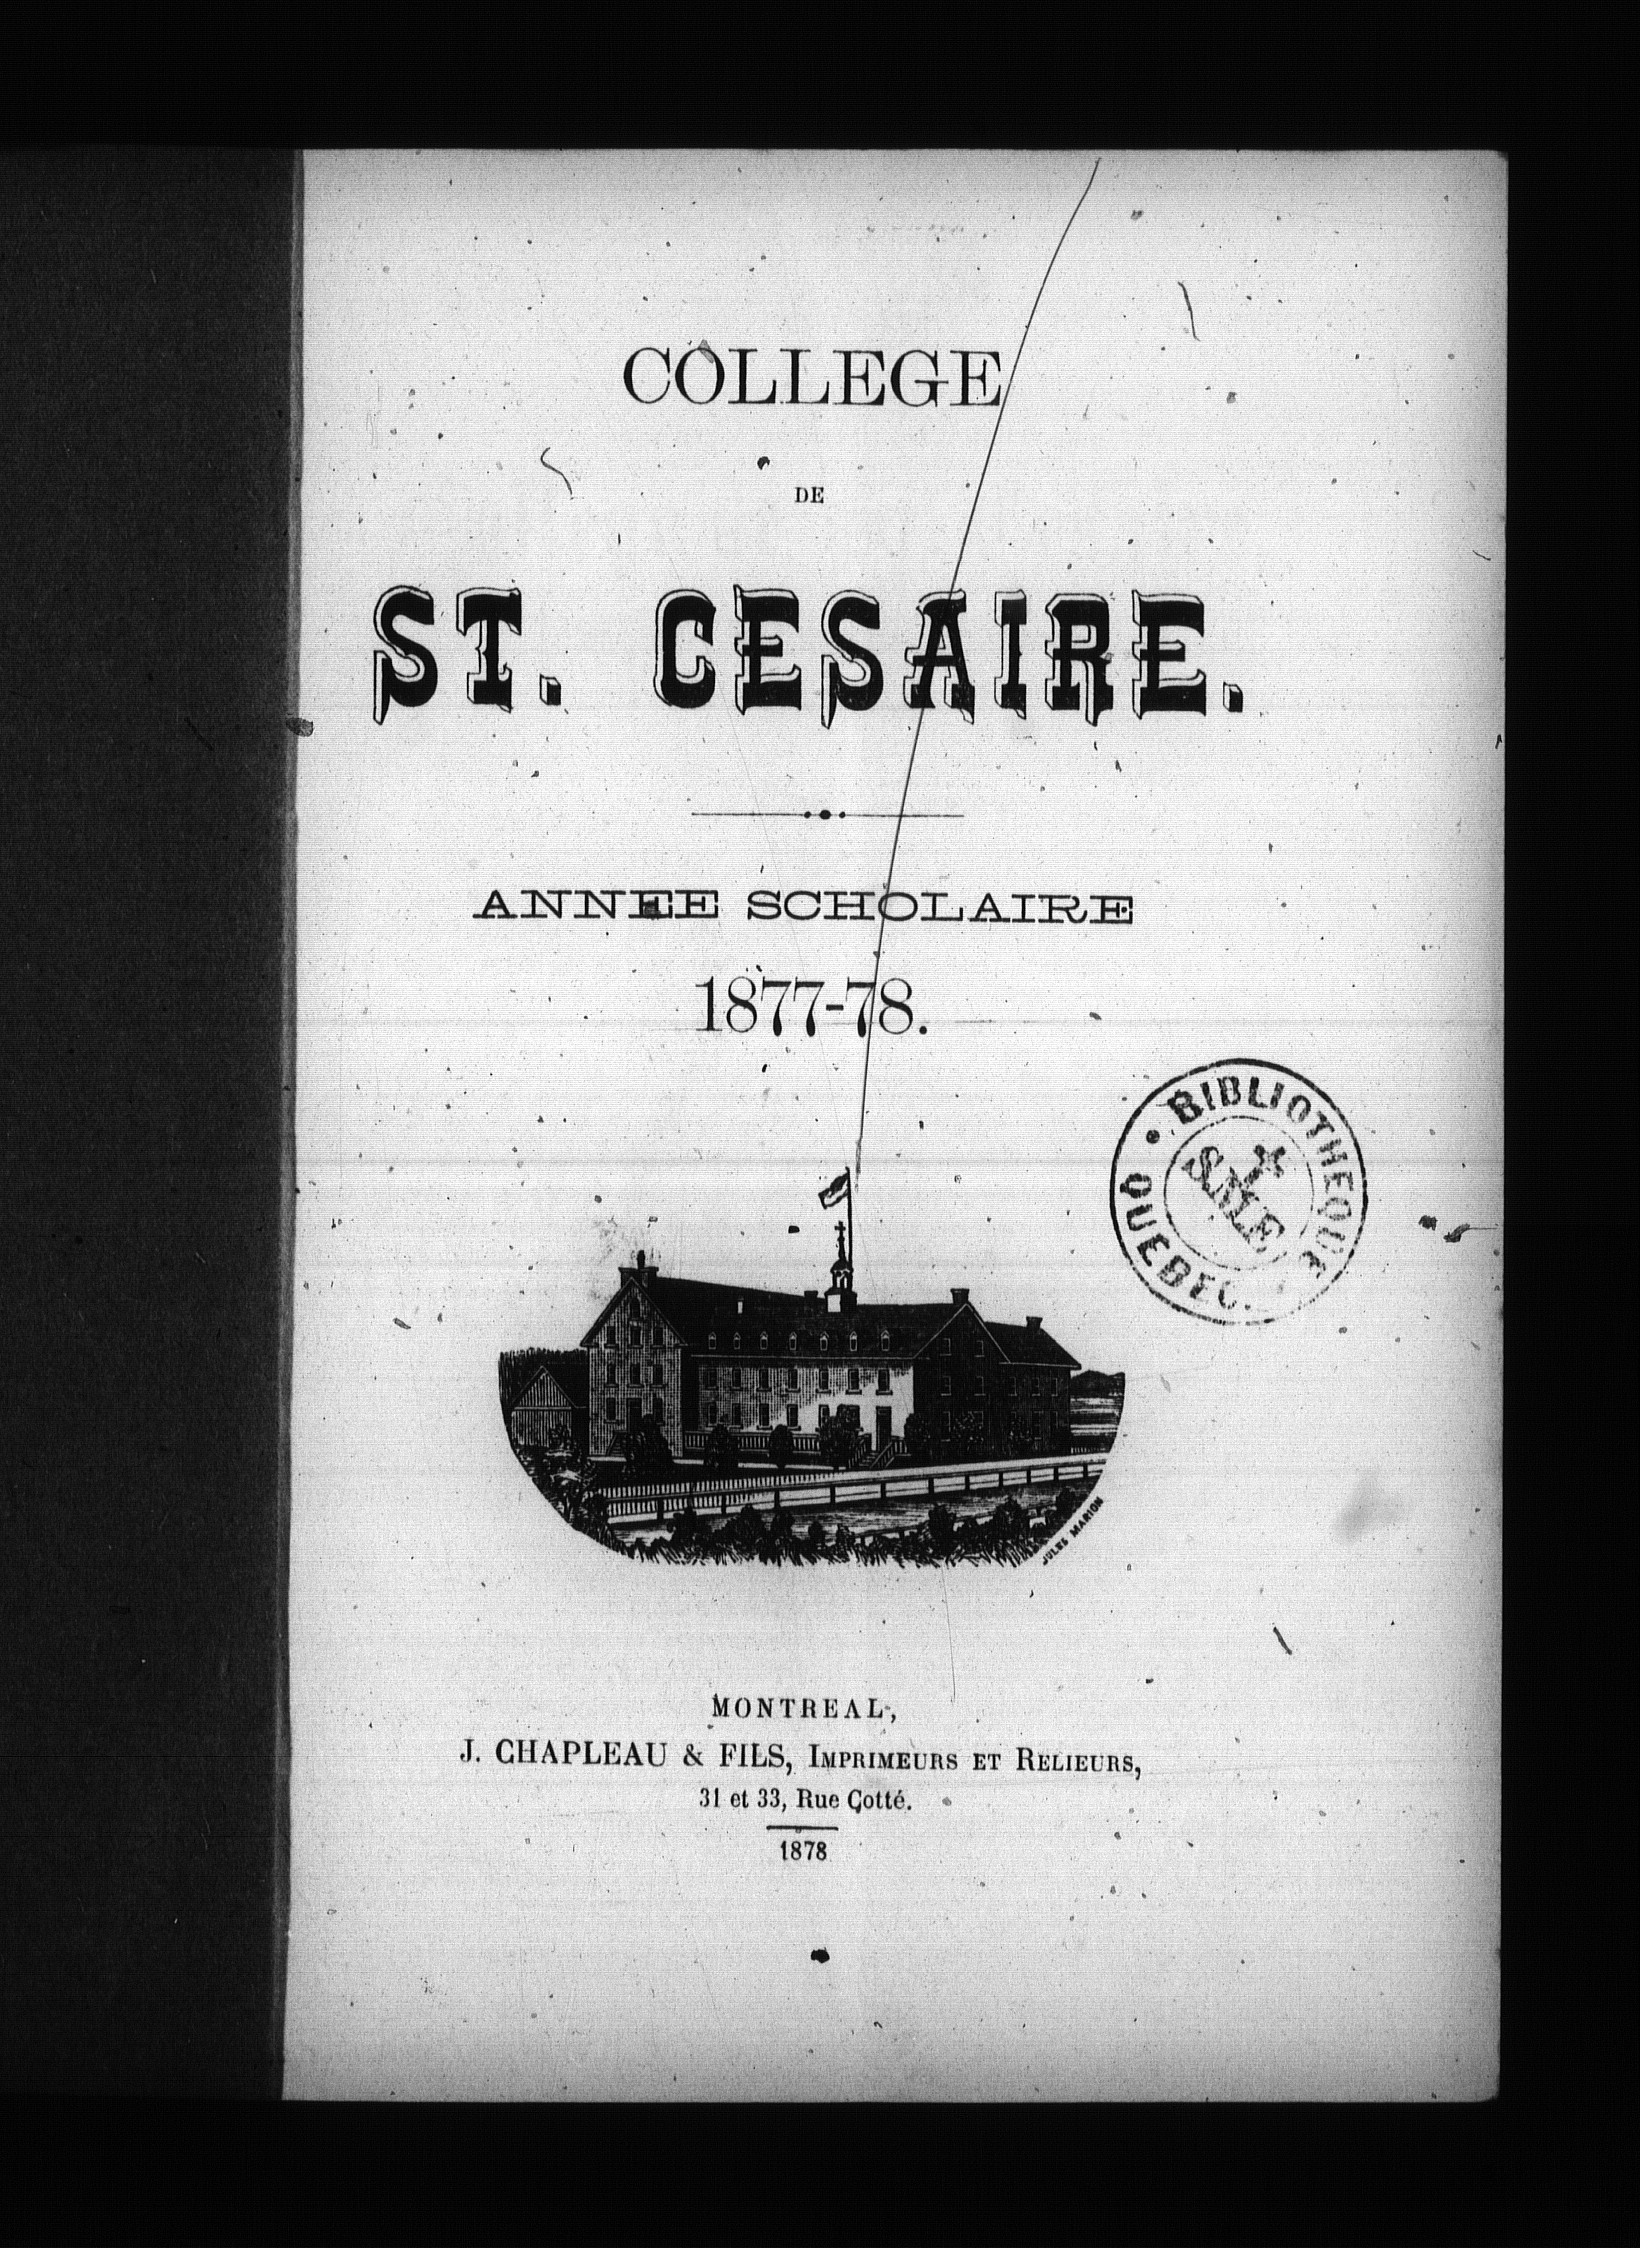 COLLEGE
DE
ST. CESAIRE.
ANNEE SCHOLAIRE
1877-78.
BIBLIOTHEQUE
S.M.E
QUEBEC.
JULES MARION
MONTREAL,
J. CHAPLEAU & FILS, IMPRIMEURS ET RELIEURS,
31 et 33, Rue Cotté.
1878